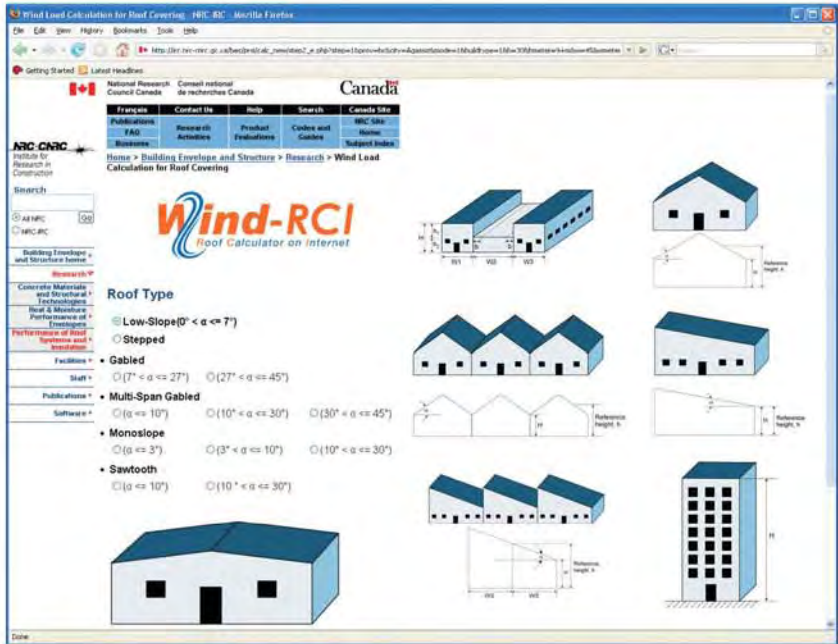 Wind Load Calculation for Roof Covering - NRC-IRC - Mozilla Firefox
File Edit View History Bookmarks Tools Help
Getting Started Latest Headlines
National Research Council Canada
Conseil national de recherches Canada
Canada
Français Contact Us Help Search Canada Site
Publications Research Activities Product Evaluations Codes and Guides NRC Site
FAQ Home
Business Subject Index
NRC CNRC
Institute for
Research in
Construction
Home > Building Envelope and Structure > Research > Wind Load
Calculation for Roof Covering
Search
All NRC Go
NRC-IRC
Building Envelope
and Structure home
Research
Concrete Materials
and Structural
Technologies
Heat & Moisture
Performance of
Envelopes
Performance of Roof
Systems and
Insulation
Facilities
Staff
Publications
Software
Wind-RCI
Roof Calculator on Internet
Roof Type
Low-Slope(0° < α <= 7°)
Stepped
• Gabled
(7° < α <= 27°) (27° < α <= 45°)
• Multi-Span Gabled
(α <= 10°) (10° < α <= 30°) (30° < α <= 45°)
• Monoslope
(α <= 3°) (3° < α <= 10°) (10° < α <= 30°)
• Sawtooth
(α <= 10°) (10° < α <= 30°)
H
b b
W1 W2 W3
Reference
height, h
H
H
Reference
height, h
H
Reference
height, h
Reference
height, h
H
Done